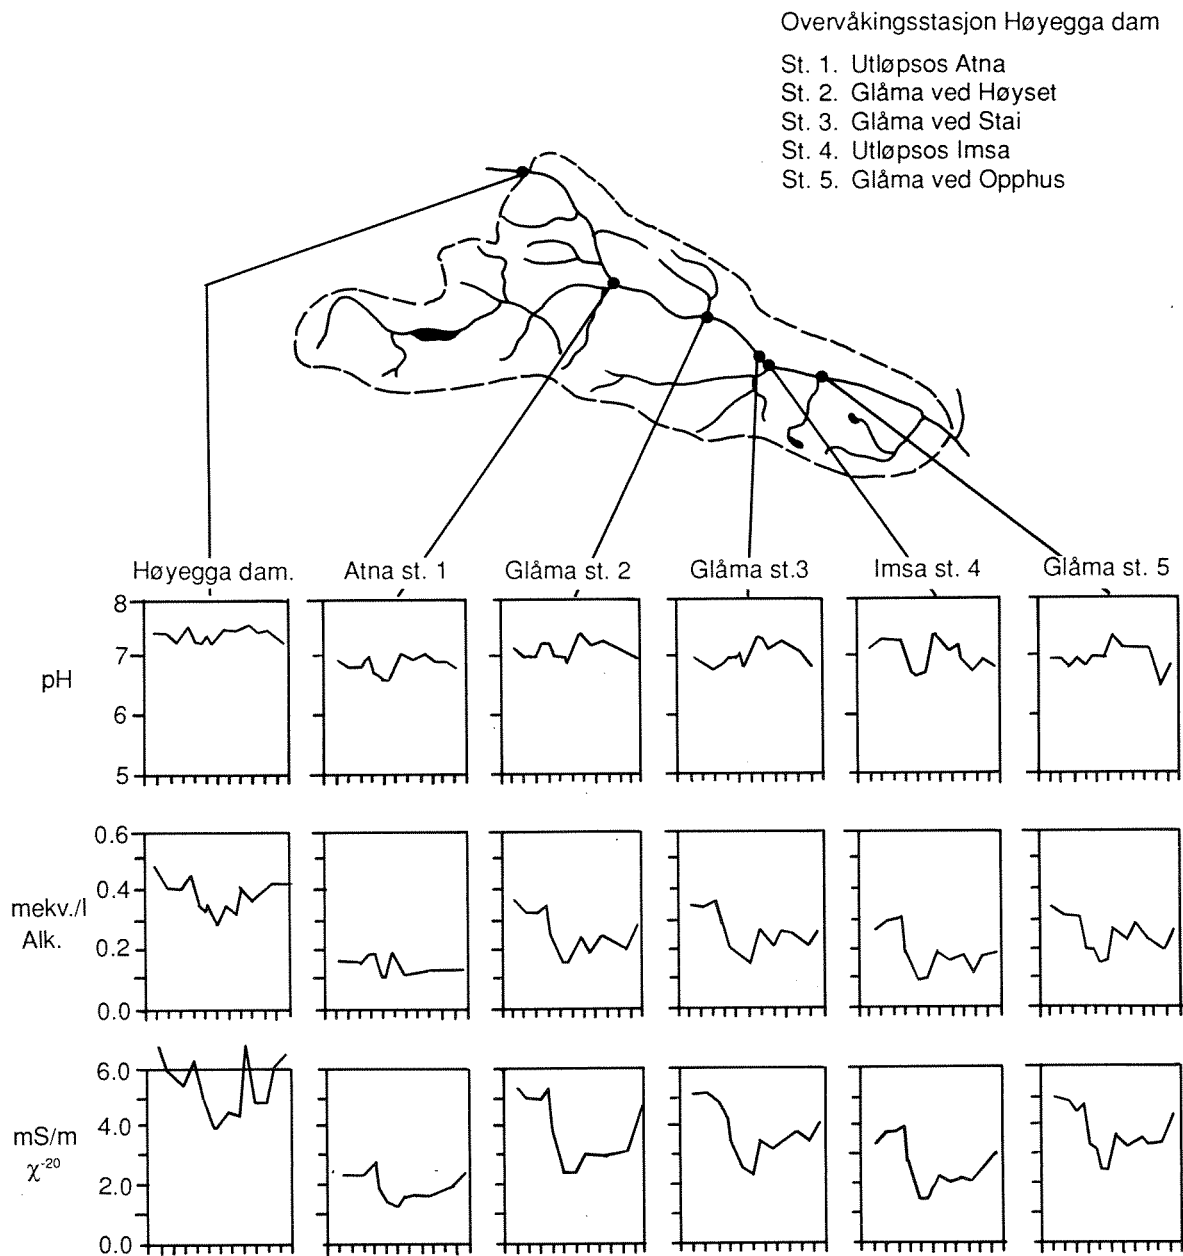 Overvåkingsstasjon Høyegga dam
St. 1. Utløpsos Atna
St. 2. Glåma ved Høyset
St. 3. Glåma ved Stai
St. 4. Utløpsos Imsa
St. 5. Glåma ved Opphus
Høyegga dam. Atna st. 1 Glåma st. 2 Glåma st.3 Imsa st. 4 Glåma st. 5
8
7
pH
6
5
0.6
0.4
mekv./l
Alk.
0.2
0.0
6.0
4.0
mS/m
χ-20
2.0
0.0